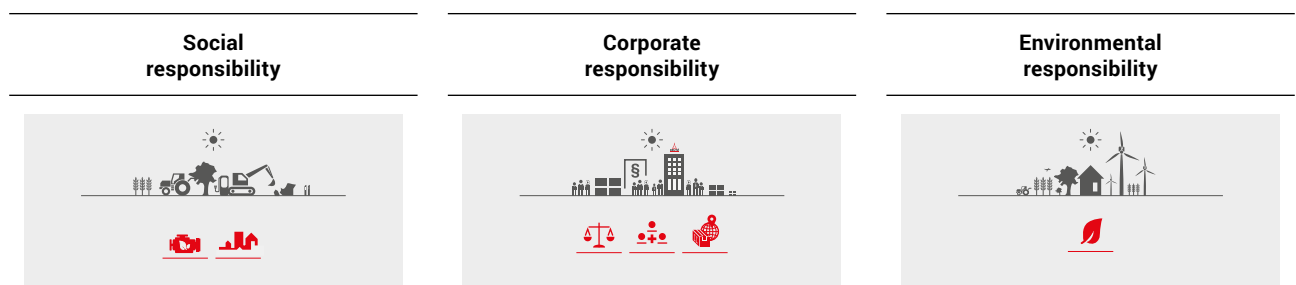 Social
responsibility
Corporate
responsibility
Environmental
responsibility
§